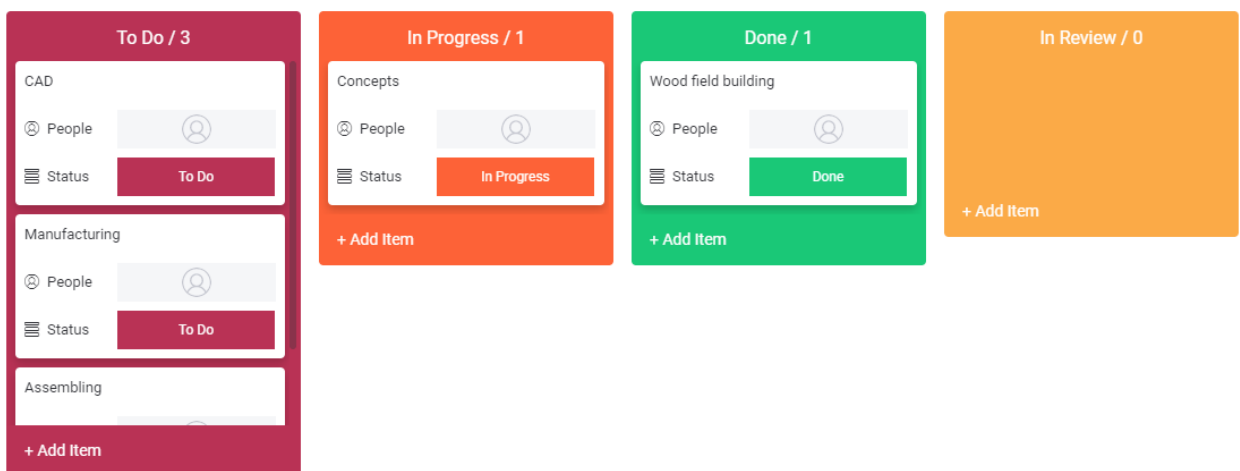 To Do / 3
CAD
People
Status
To Do
Manufacturing
People
Status
To Do
Assembling
+ Add Item
In Progress / 1
Concepts
People
Status
In Progress
+ Add Item
Done / 1
Wood field building
People
Status
Done
+ Add Item
In Review / 0
+ Add Item